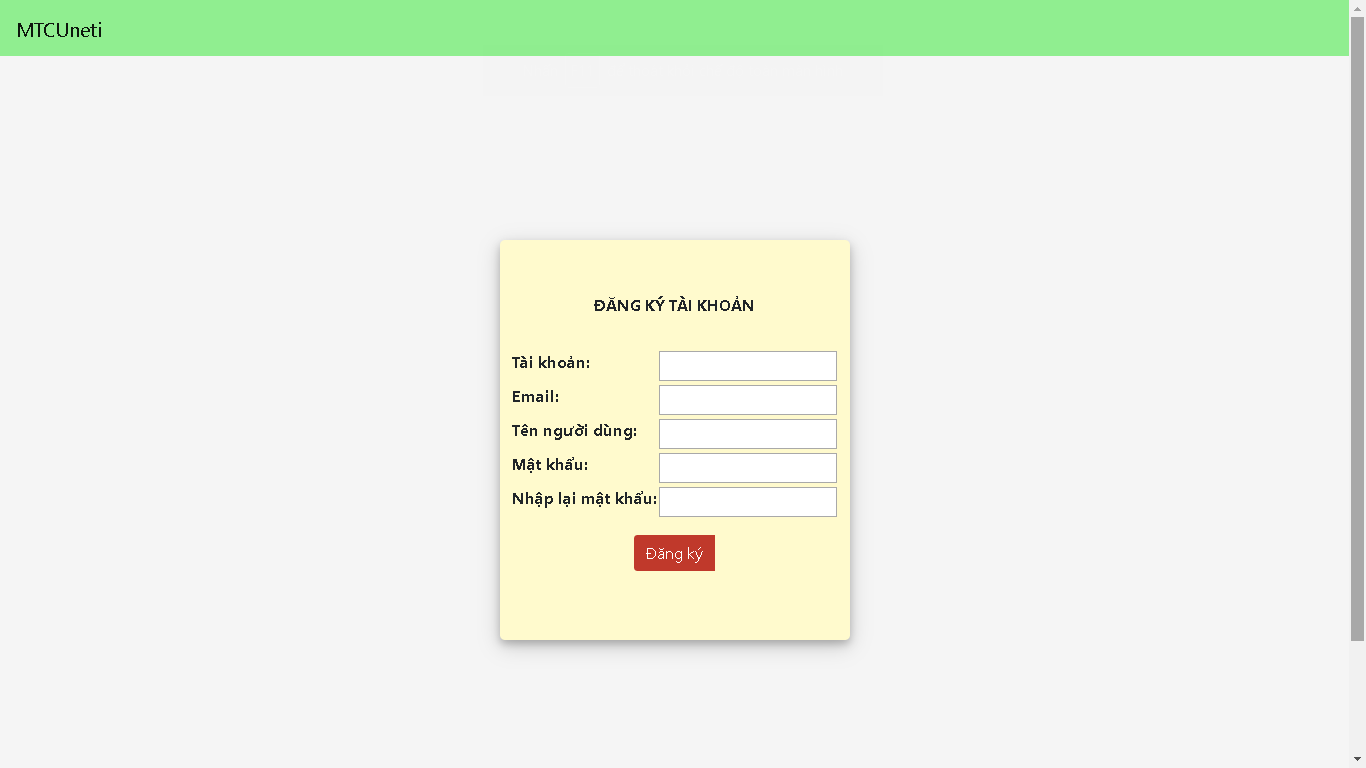 MTCUneti
ĐĂNG KÝ TÀI KHOẢN
Tài khoản:
Email:
Tên người dùng:
Mật khẩu:
Nhập lại mật khẩu:
Đăng ký